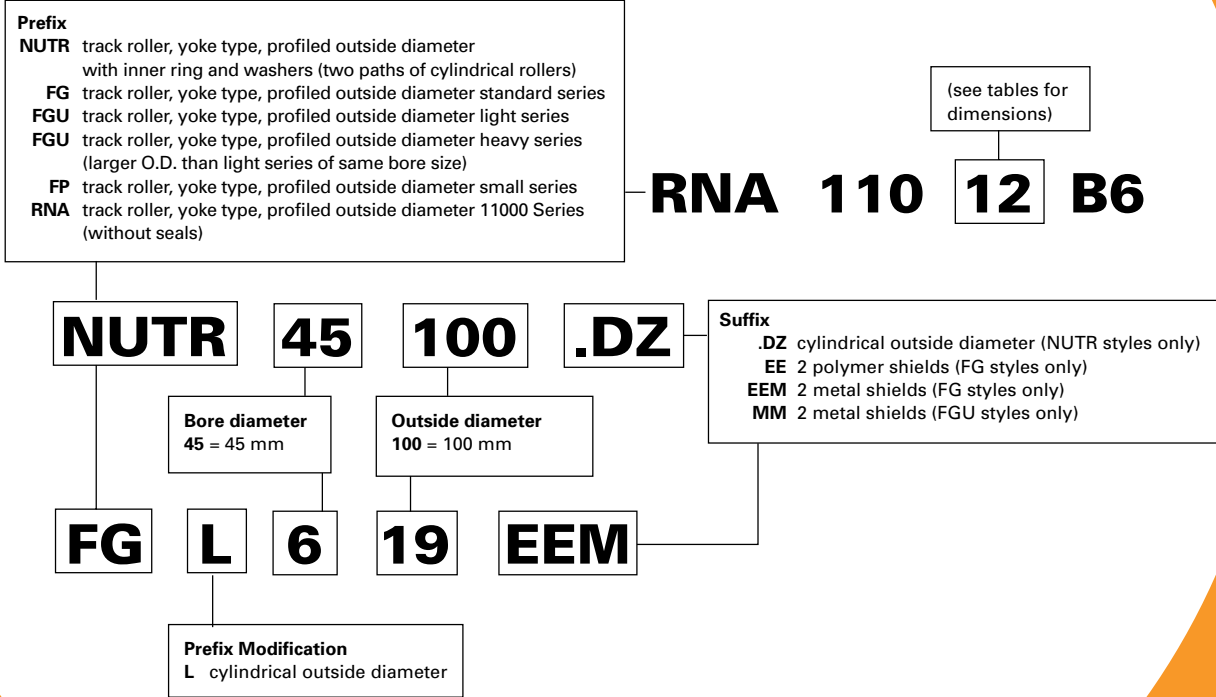 Prefix
NUTR track roller, yoke type, profiled outside diameter
with inner ring and washers (two paths of cylindrical rollers)
FG track roller, yoke type, profiled outside diameter standard series
FGU track roller, yoke type, profiled outside diameter light series
FGU track roller, yoke type, profiled outside diameter heavy series
(larger O.D. than light series of same bore size)
FP track roller, yoke type, profiled outside diameter small series
RNA track roller, yoke type, profiled outside diameter 11000 Series
(without seals)
(see tables for
dimensions)
RNA 110 12 B6
NUTR 45 100 .DZ
Suffix
.DZ cylindrical outside diameter (NUTR styles only)
EE 2 polymer shields (FG styles only)
EEM 2 metal shields (FG styles only)
MM 2 metal shields (FGU styles only)
Bore diameter
45 = 45 mm
Outside diameter
100 = 100 mm
FG L 6 19 EEM
Prefix Modification
L cylindrical outside diameter